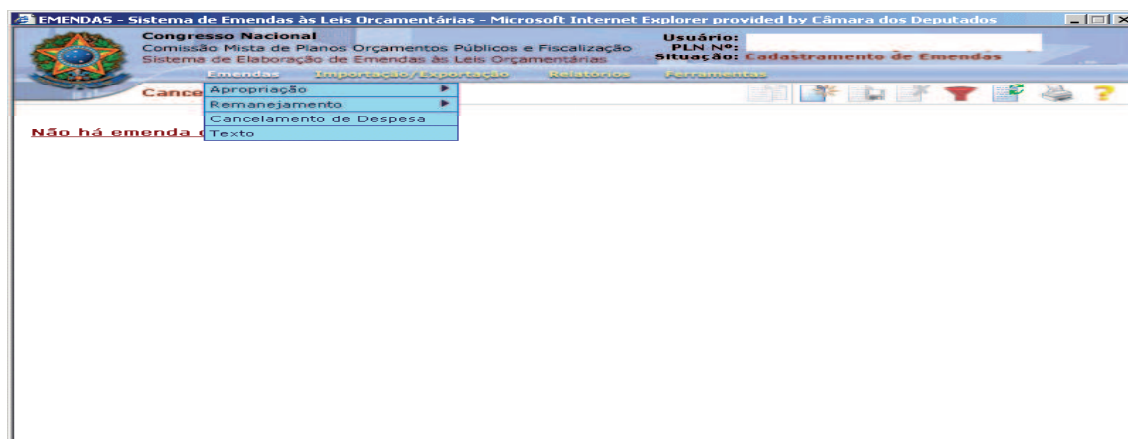 EMENDAS - Sistema de Emendas às Leis Orçamentárias - Microsoft Internet Explorer provided by Câmara dos Deputados
Congresso Nacional
Comissão Mista de Planos Orçamentos Públicos e Fiscalização
Sistema de Elaboração de Emendas às Leis Orçamentárias
Usuário:
PLN Nº:
Situação: Cadastramento de Emendas
Emendas Importação/Exportação Relatórios Ferramentas
Cance
Apropriação
Remanejamento
Cancelamento de Despesa
Não há emenda
Texto